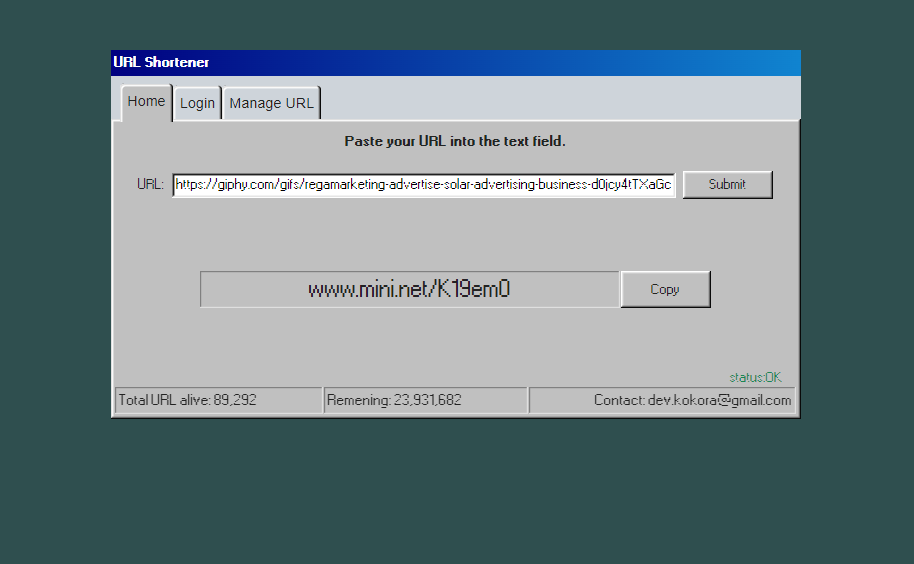 URL Shortener
Home Login Manage URL
Paste your URL into the text field.
URL: https://giphy.com/gifs/regamarketing-advertise-solar-advertising-business-d0jcy4tTXaGc Submit
www.mini.net/K19em0 Copy
status:OK
Total URL alive: 89,292 Remening: 23,931,682 Contact: dev.kokora@gmail.com